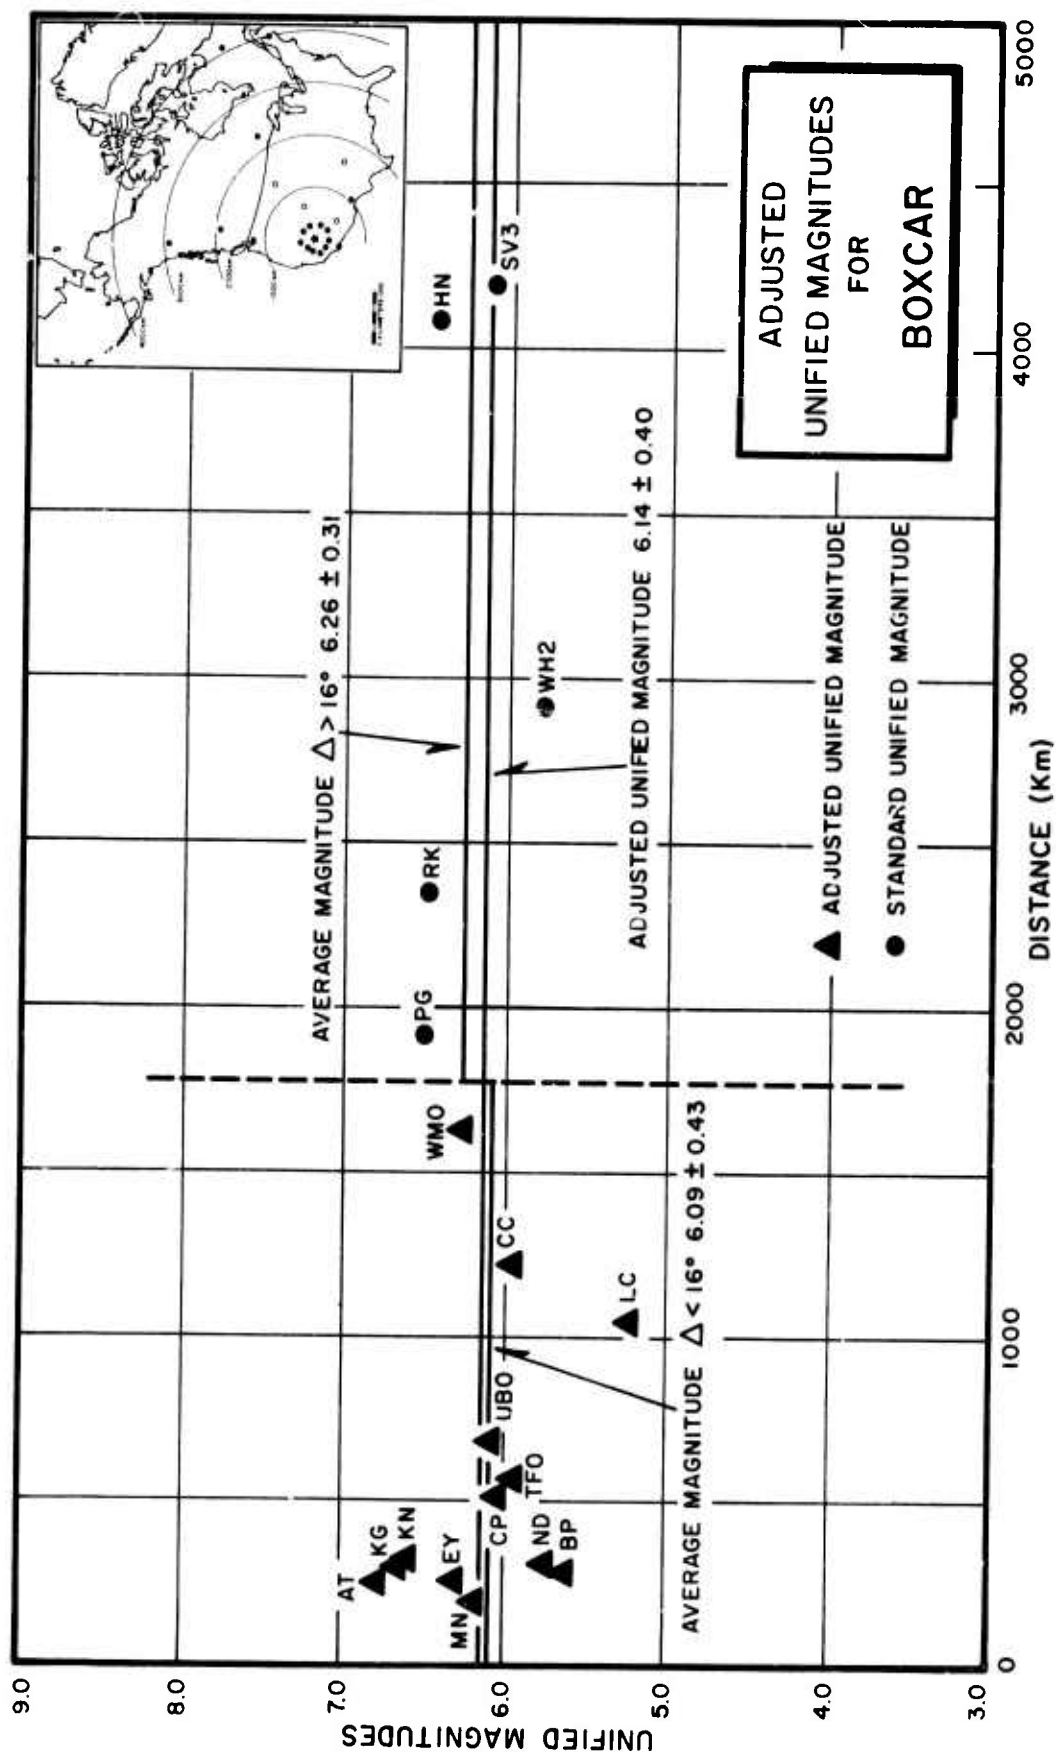 UNIFIED MAGNITUDES
9.0
8.0
7.0
6.0
5.0
4.0
3.0
AVERAGE MAGNITUDE Δ > 16° 6.26 ± 0.31
ADJUSTED UNIFIED MAGNITUDE 6.14 ± 0.40
AVERAGE MAGNITUDE Δ < 16° 6.09 ± 0.43
AT
KG
KN
EY
MN
CP
UBO
TFO
ND
BP
LC
CC
WMO
PG
RK
WH2
HN
SV3
▲ ADJUSTED UNIFIED MAGNITUDE
● STANDARD UNIFIED MAGNITUDE
ADJUSTED
UNIFIED MAGNITUDES
FOR
BOXCAR
0
1000
2000
3000
4000
5000
DISTANCE (Km)